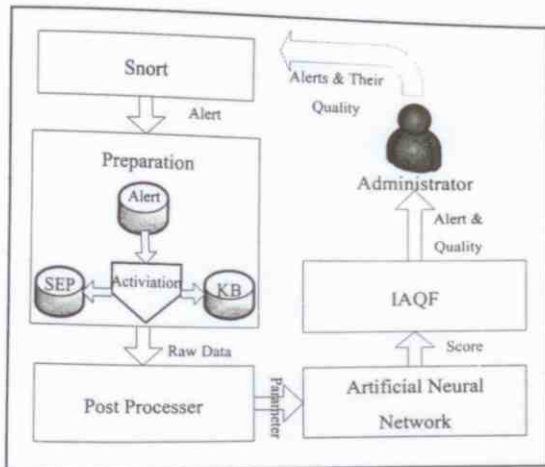 Snort
Alert
Preparation
Alert
SEP
Activiation
KB
Raw Data
Post Processer
Parameter
Artificial Neural
Network
Score
IAQF
Alert &
Quality
Administrator
Alerts & Their
Quality